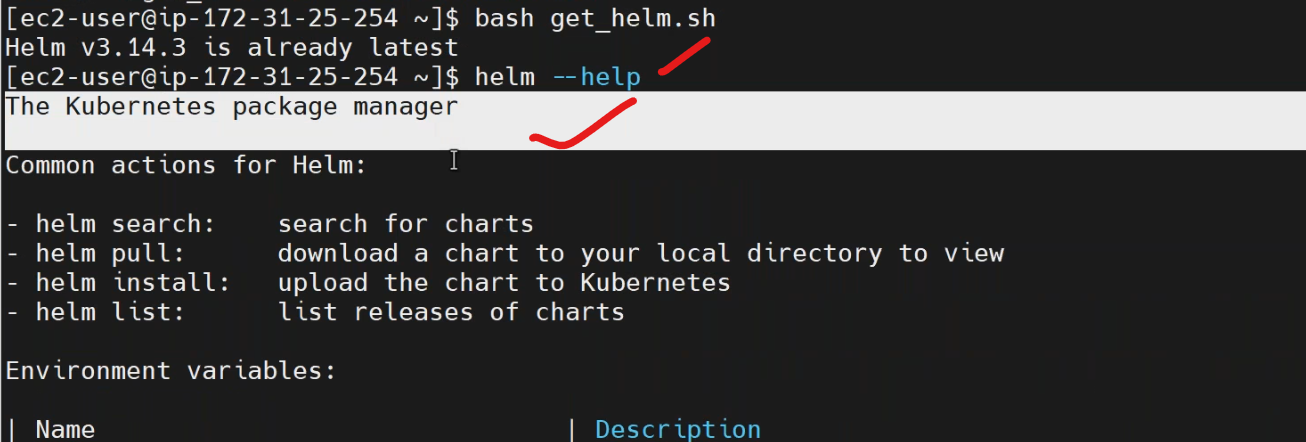 [ec2-user@ip-172-31-25-254 ~]$ bash get_helm.sh
Helm v3.14.3 is already latest
[ec2-user@ip-172-31-25-254 ~]$ helm --help
The Kubernetes package manager
Common actions for Helm:
- helm search:    search for charts
- helm pull:      download a chart to your local directory to view
- helm install:   upload the chart to Kubernetes
- helm list:      list releases of charts
Environment variables:
| Name                               | Description